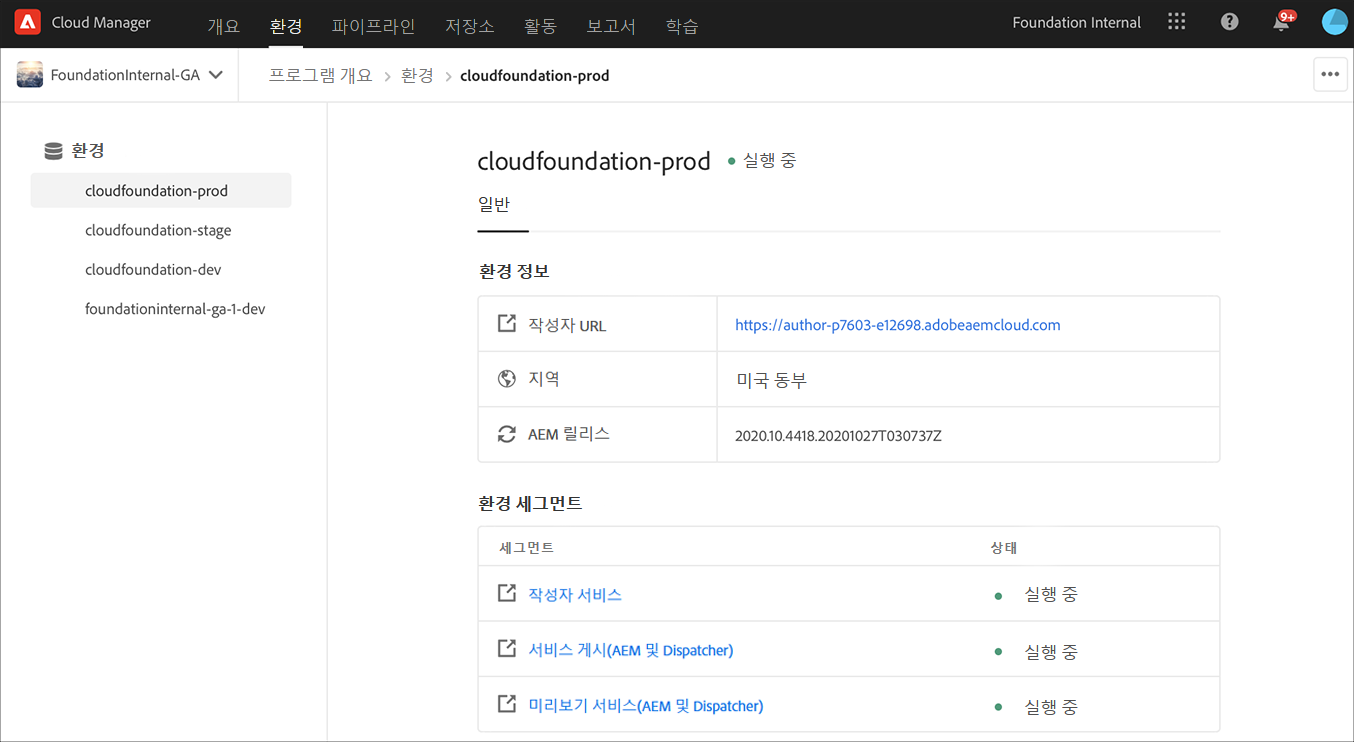 Cloud Manager 개요 환경 파이프라인 저장소 활동 보고서 학습 Foundation Internal 9+
FoundationInternal-GA 프로그램 개요 > 환경 > cloudfoundation-prod
환경
cloudfoundation-prod
cloudfoundation-stage
cloudfoundation-dev
foundationinternal-ga-1-dev
cloudfoundation-prod 실행 중
일반
환경 정보
작성자 URL https://author-p7603-e12698.adobeaemcloud.com
지역 미국 동부
AEM 릴리스 2020.10.4418.20201027T030737Z
환경 세그먼트
세그먼트 상태
작성자 서비스 실행 중
서비스 게시(AEM 및 Dispatcher) 실행 중
미리보기 서비스(AEM 및 Dispatcher) 실행 중